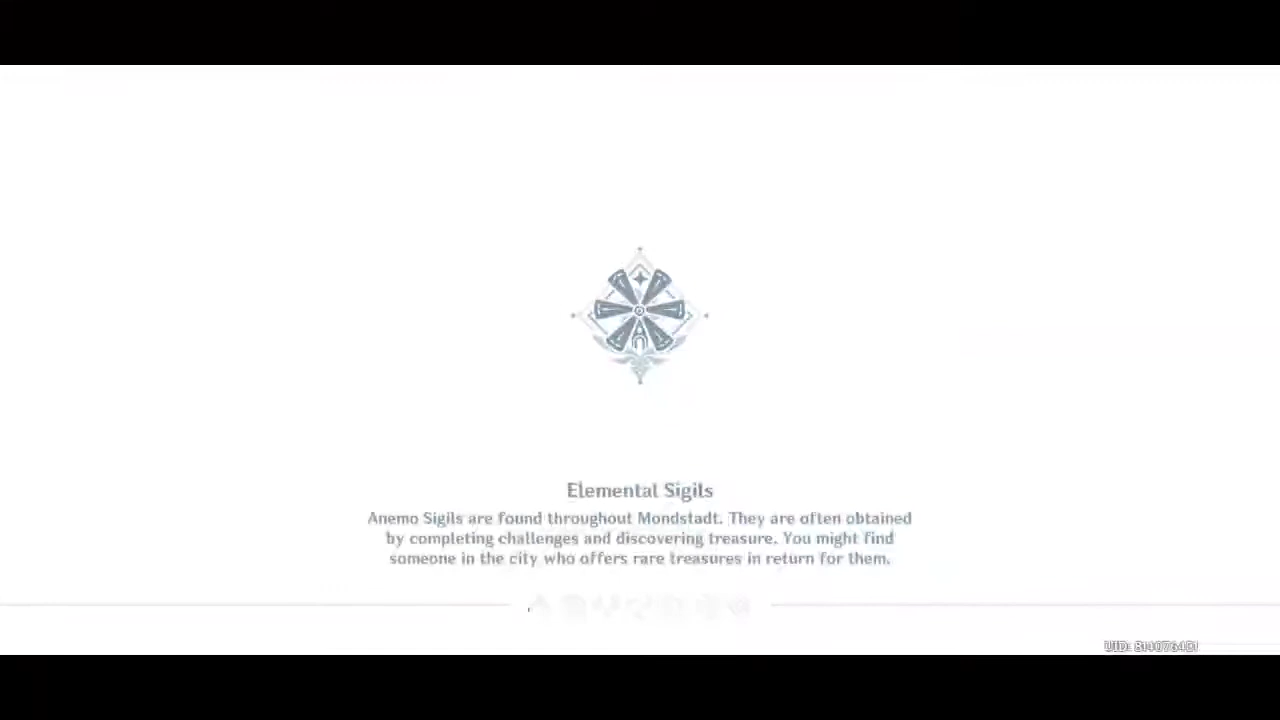 Elemental Sigils
Anemo Sigils are found throughout Mondstadt. They are often obtained
by completing challenges and discovering treasure. You might find
someone in the city who offers rare treasures in return for them.
UID: